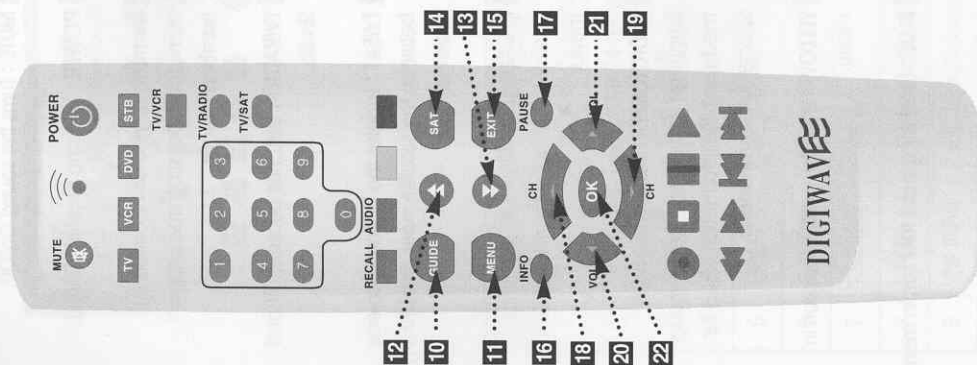 MUTE POWER
TV VCR DVD STB
TV/VCR
1 2 3 TV/RADIO
4 5 6 TV/SAT
7 8 9
0
RECALL AUDIO
12
10 GUIDE SAT 14
13
11 MENU EXIT 15
16 INFO PAUSE 17
18 CH
20 VOL OK VOL 21
22 CH 19
DIGIWAVE